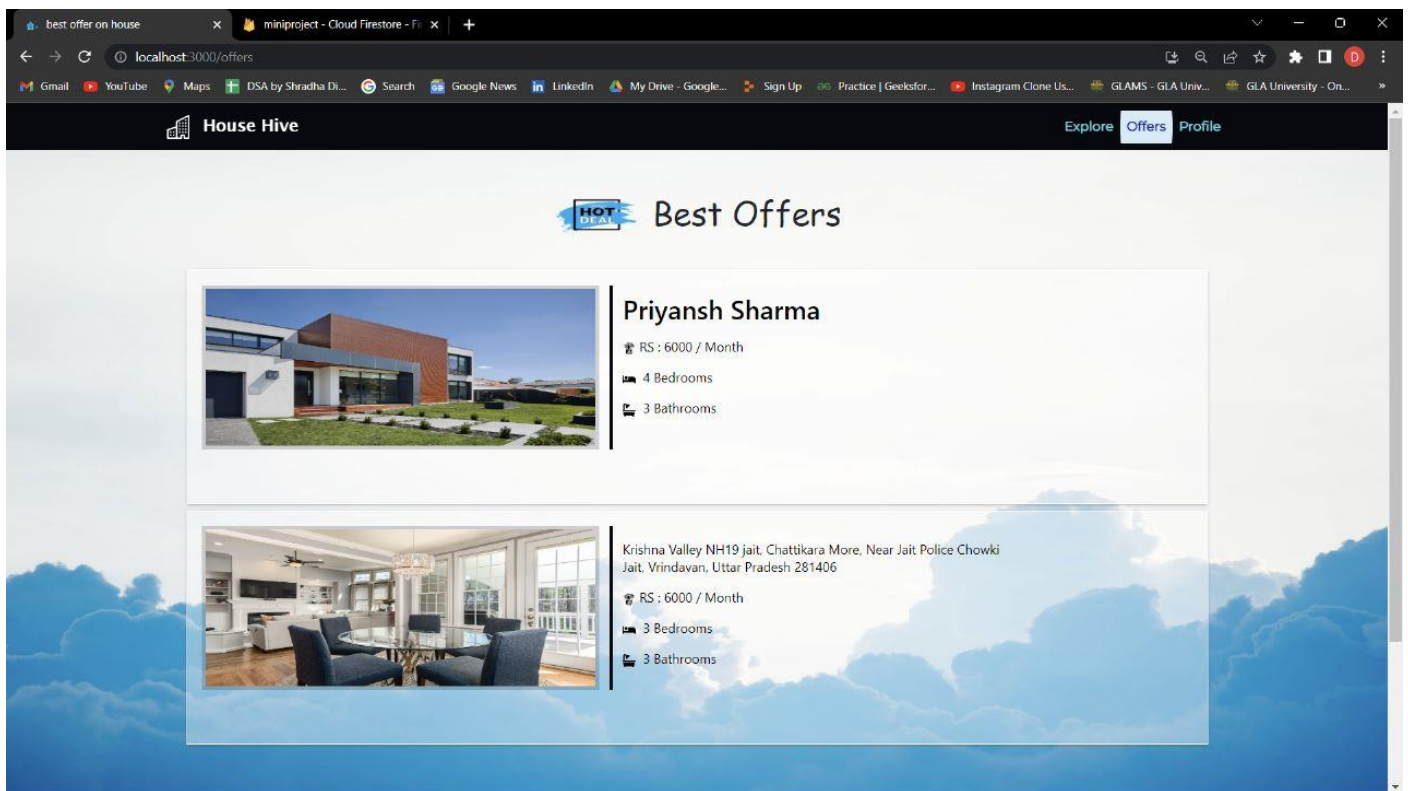 best offer on house
miniproject - Cloud Firestore - Fi
localhost:3000/offers
D
Gmail YouTube Maps DSA by Shradha Di... Search Google News LinkedIn My Drive - Google... Sign Up Practice | Geeksfor... Instagram Clone Us... GLAMS - GLA Univ... GLA University - On... »
House Hive
Explore Offers Profile
HOT
DEAL
Best Offers
Priyansh Sharma
RS : 6000 / Month
4 Bedrooms
3 Bathrooms
Krishna Valley NH19 jait, Chattikara More, Near Jait Police Chowki
Jait, Vrindavan, Uttar Pradesh 281406
RS : 6000 / Month
3 Bedrooms
3 Bathrooms